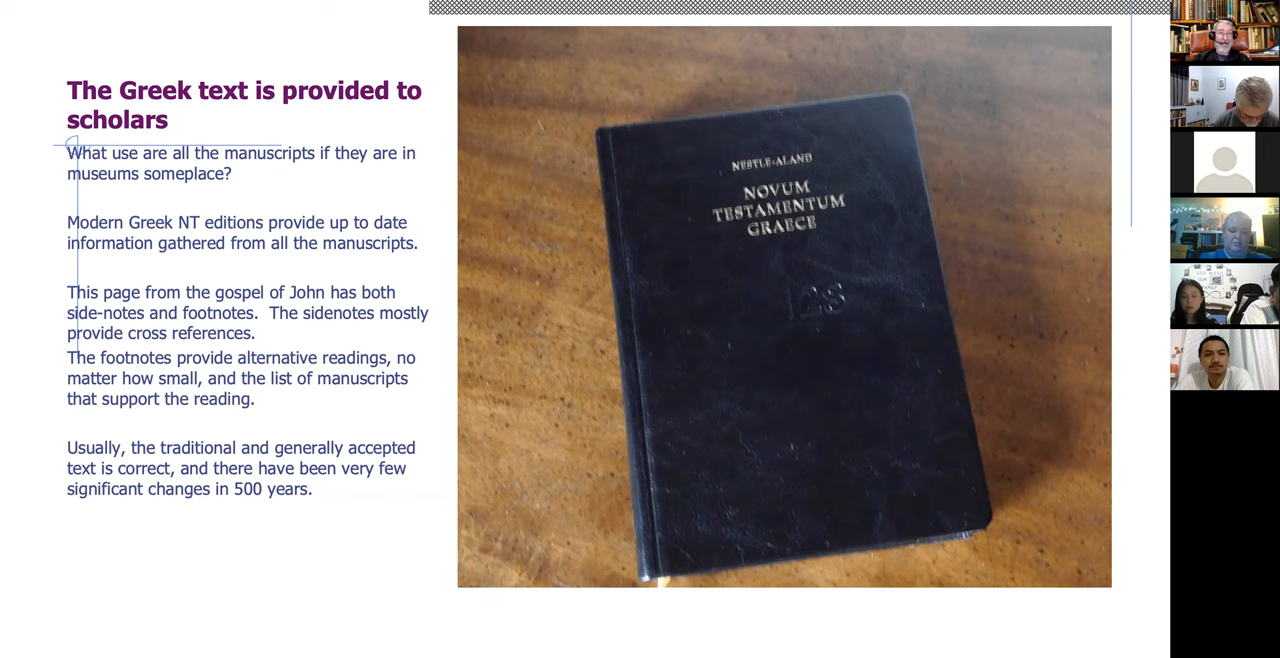 The Greek text is provided to
scholars
What use are all the manuscripts if they are in
museums someplace?
Modern Greek NT editions provide up to date
information gathered from all the manuscripts.
This page from the gospel of John has both
side-notes and footnotes.  The sidenotes mostly
provide cross references.
The footnotes provide alternative readings, no
matter how small, and the list of manuscripts
that support the reading.
Usually, the traditional and generally accepted
text is correct, and there have been very few
significant changes in 500 years.
NESTLE-ALAND
NOVUM
TESTAMENTUM
GRAECE
28